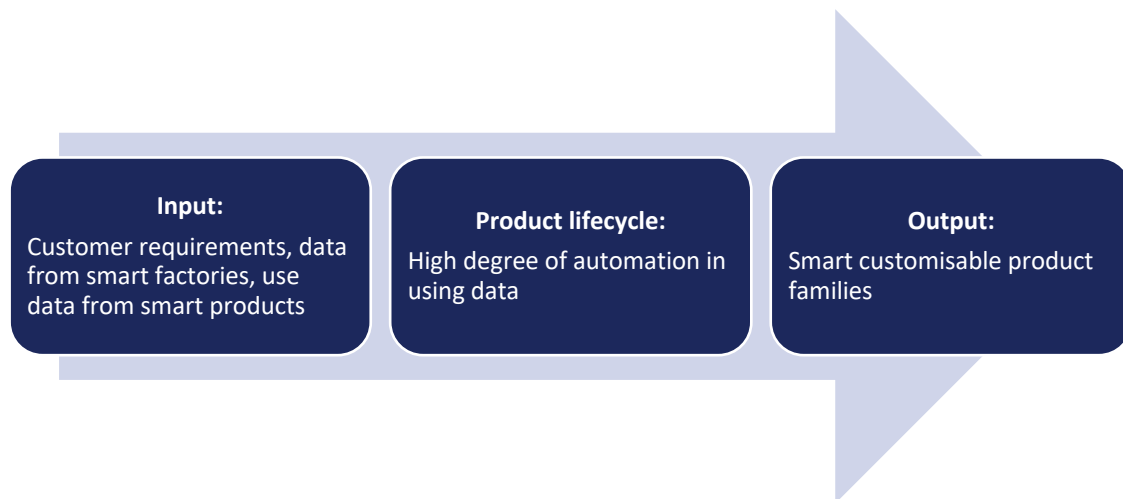 Input:
Customer requirements, data
from smart factories, use
data from smart products
Product lifecycle:
High degree of automation in
using data
Output:
Smart customisable product
families